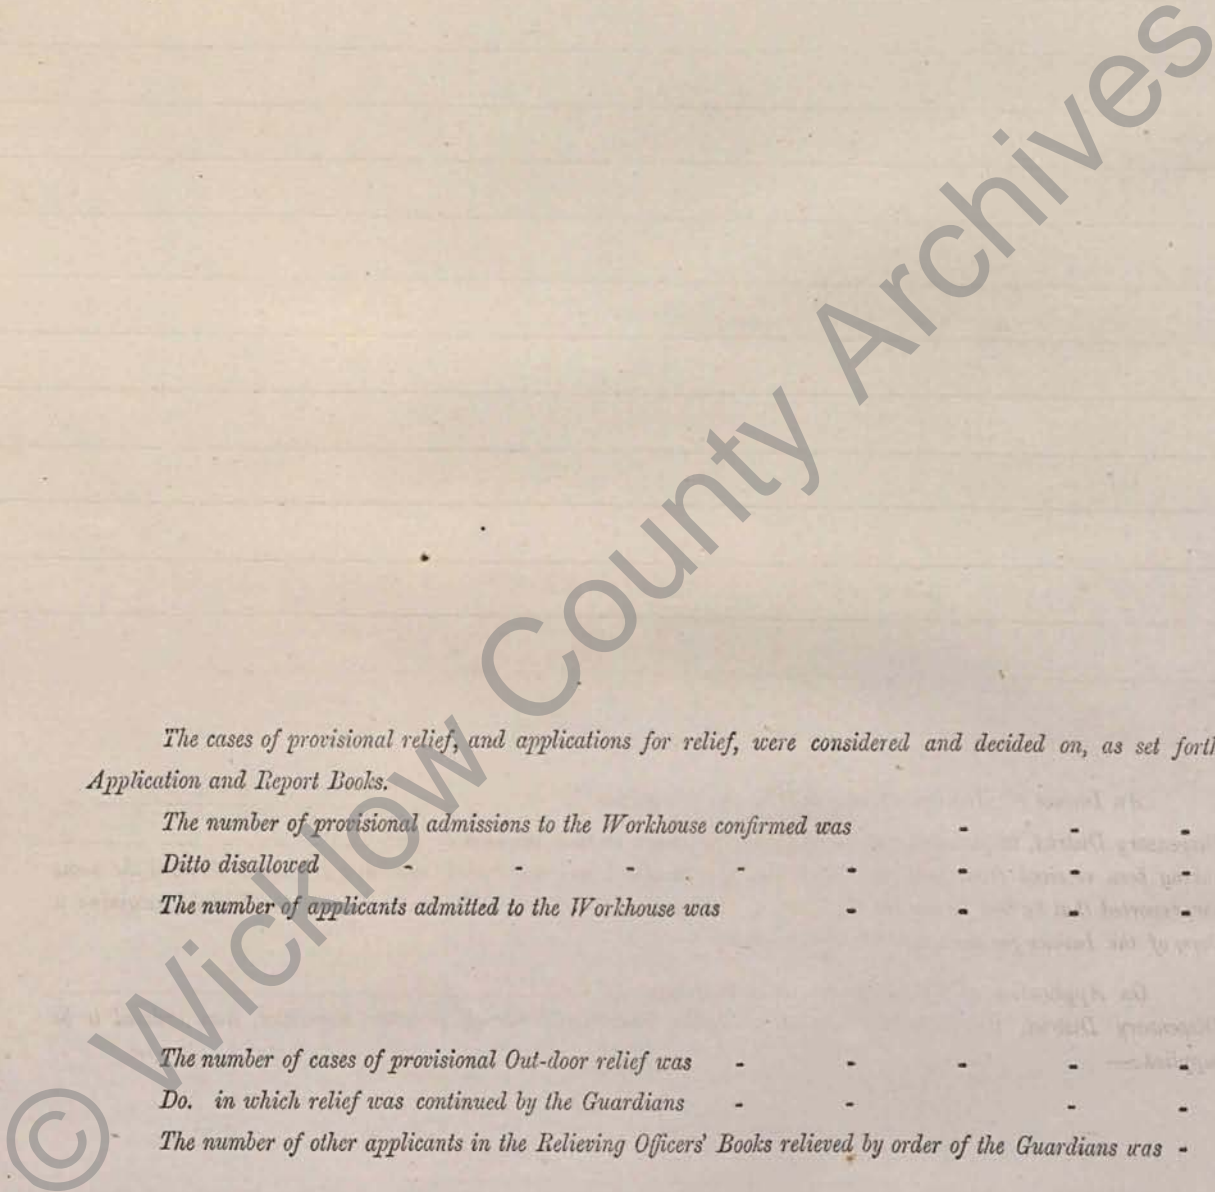 The cases of provisional relief, and applications for relief, were considered and decided on, as set forth
Application and Report Books.
The number of provisional admissions to the Workhouse confirmed was - - -
Ditto disallowed - - - - - - - -
The number of applicants admitted to the Workhouse was - - - -
The number of cases of provisional Out-door relief was - - - - -
Do. in which relief was continued by the Guardians - - - -
The number of other applicants in the Relieving Officers' Books relieved by order of the Guardians was -
© Wicklow County Archives